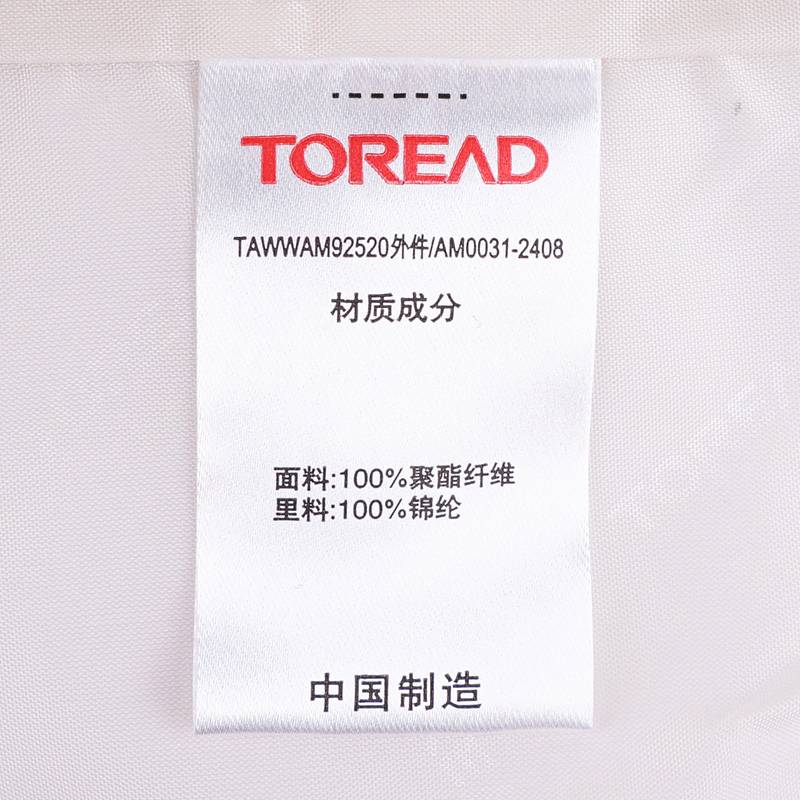 TOREAD
TAWWAM92520外件/AM0031-2408
材质成分
面料:100%聚酯纤维
里料:100%锦纶
中国制造